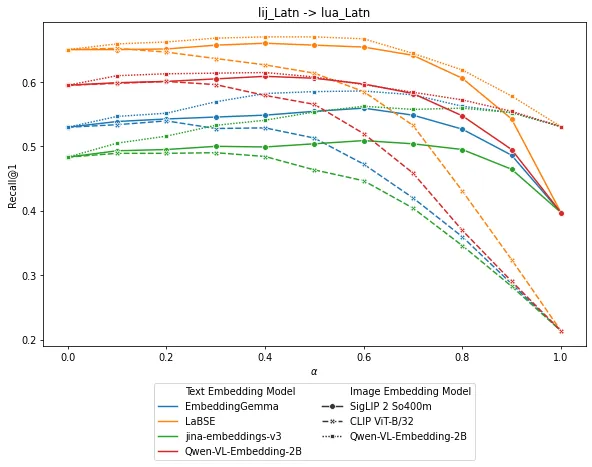 lij_Latn -> lua_Latn
Recall@1
0.6
0.5
0.4
0.3
0.2
0.0 0.2 0.4 0.6 0.8 1.0
α
Text Embedding Model Image Embedding Model
EmbeddingGemma SigLIP 2 So400m
LaBSE CLIP ViT-B/32
jina-embeddings-v3 Qwen-VL-Embedding-2B
Qwen-VL-Embedding-2B